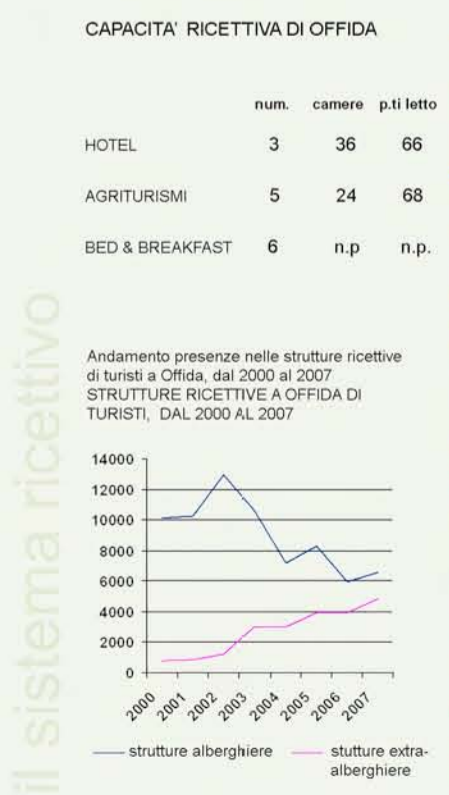 CAPACITA' RICETTIVA DI OFFIDA
num. camere p.ti letto
HOTEL 3 36 66
AGRITURISMI 5 24 68
BED & BREAKFAST 6 n.p n.p.
il sistema ricettivo
Andamento presenze nelle strutture ricettive
di turisti a Offida, dal 2000 al 2007
STRUTTURE RICETTIVE A OFFIDA DI
TURISTI, DAL 2000 AL 2007
14000
12000
10000
8000
6000
4000
2000
0
2000 2001 2002 2003 2004 2005 2006 2007
strutture alberghiere stutture extra-
alberghiere